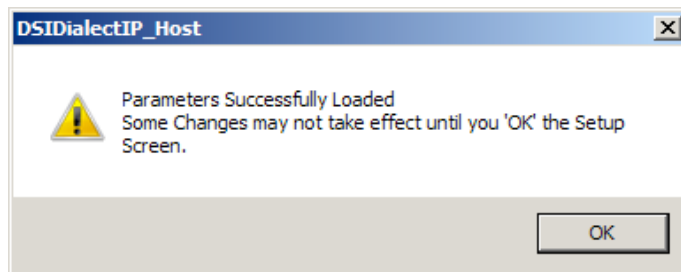 DSIDialectIP_Host
Parameters Successfully Loaded
Some Changes may not take effect until you 'OK' the Setup
Screen.
OK